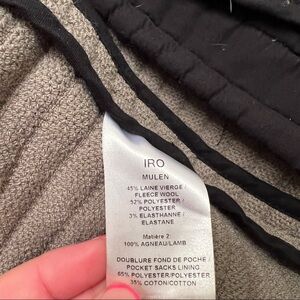 IRO
MULEN
45% LAINE VIERGE /
FLEECE WOOL
52% POLYESTER /
POLYESTER
3% ELASTHANNE /
ELASTANE
Matière 2:
100% AGNEAU/LAMB
DOUBLURE FOND DE POCHE /
POCKET SACKS LINING
65% POLYESTER/POLYESTER
35% COTON/COTTON